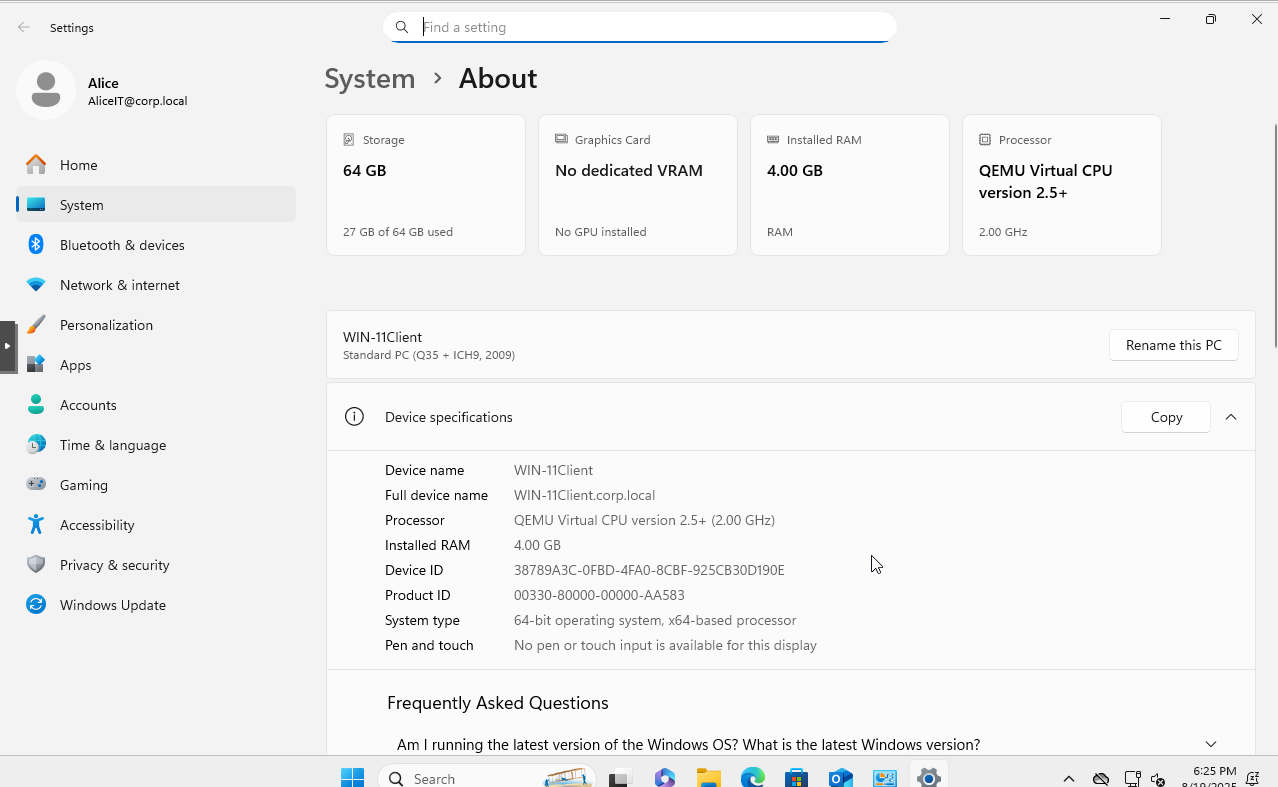 Settings
Find a setting
Alice
AliceIT@corp.local
Home
System
Bluetooth & devices
Network & internet
Personalization
Apps
Accounts
Time & language
Gaming
Accessibility
Privacy & security
Windows Update
System > About
Storage
64 GB
27 GB of 64 GB used
Graphics Card
No dedicated VRAM
No GPU installed
Installed RAM
4.00 GB
RAM
Processor
QEMU Virtual CPU
version 2.5+
2.00 GHz
WIN-11Client
Standard PC (Q35 + ICH9, 2009)
Rename this PC
Device specifications
Copy
Device name WIN-11Client
Full device name WIN-11Client.corp.local
Processor QEMU Virtual CPU version 2.5+ (2.00 GHz)
Installed RAM 4.00 GB
Device ID 38789A3C-0FBD-4FA0-8CBF-925CB30D190E
Product ID 00330-80000-00000-AA583
System type 64-bit operating system, x64-based processor
Pen and touch No pen or touch input is available for this display
Frequently Asked Questions
Am I running the latest version of the Windows OS? What is the latest Windows version?
Search
6:25 PM
8/19/2025